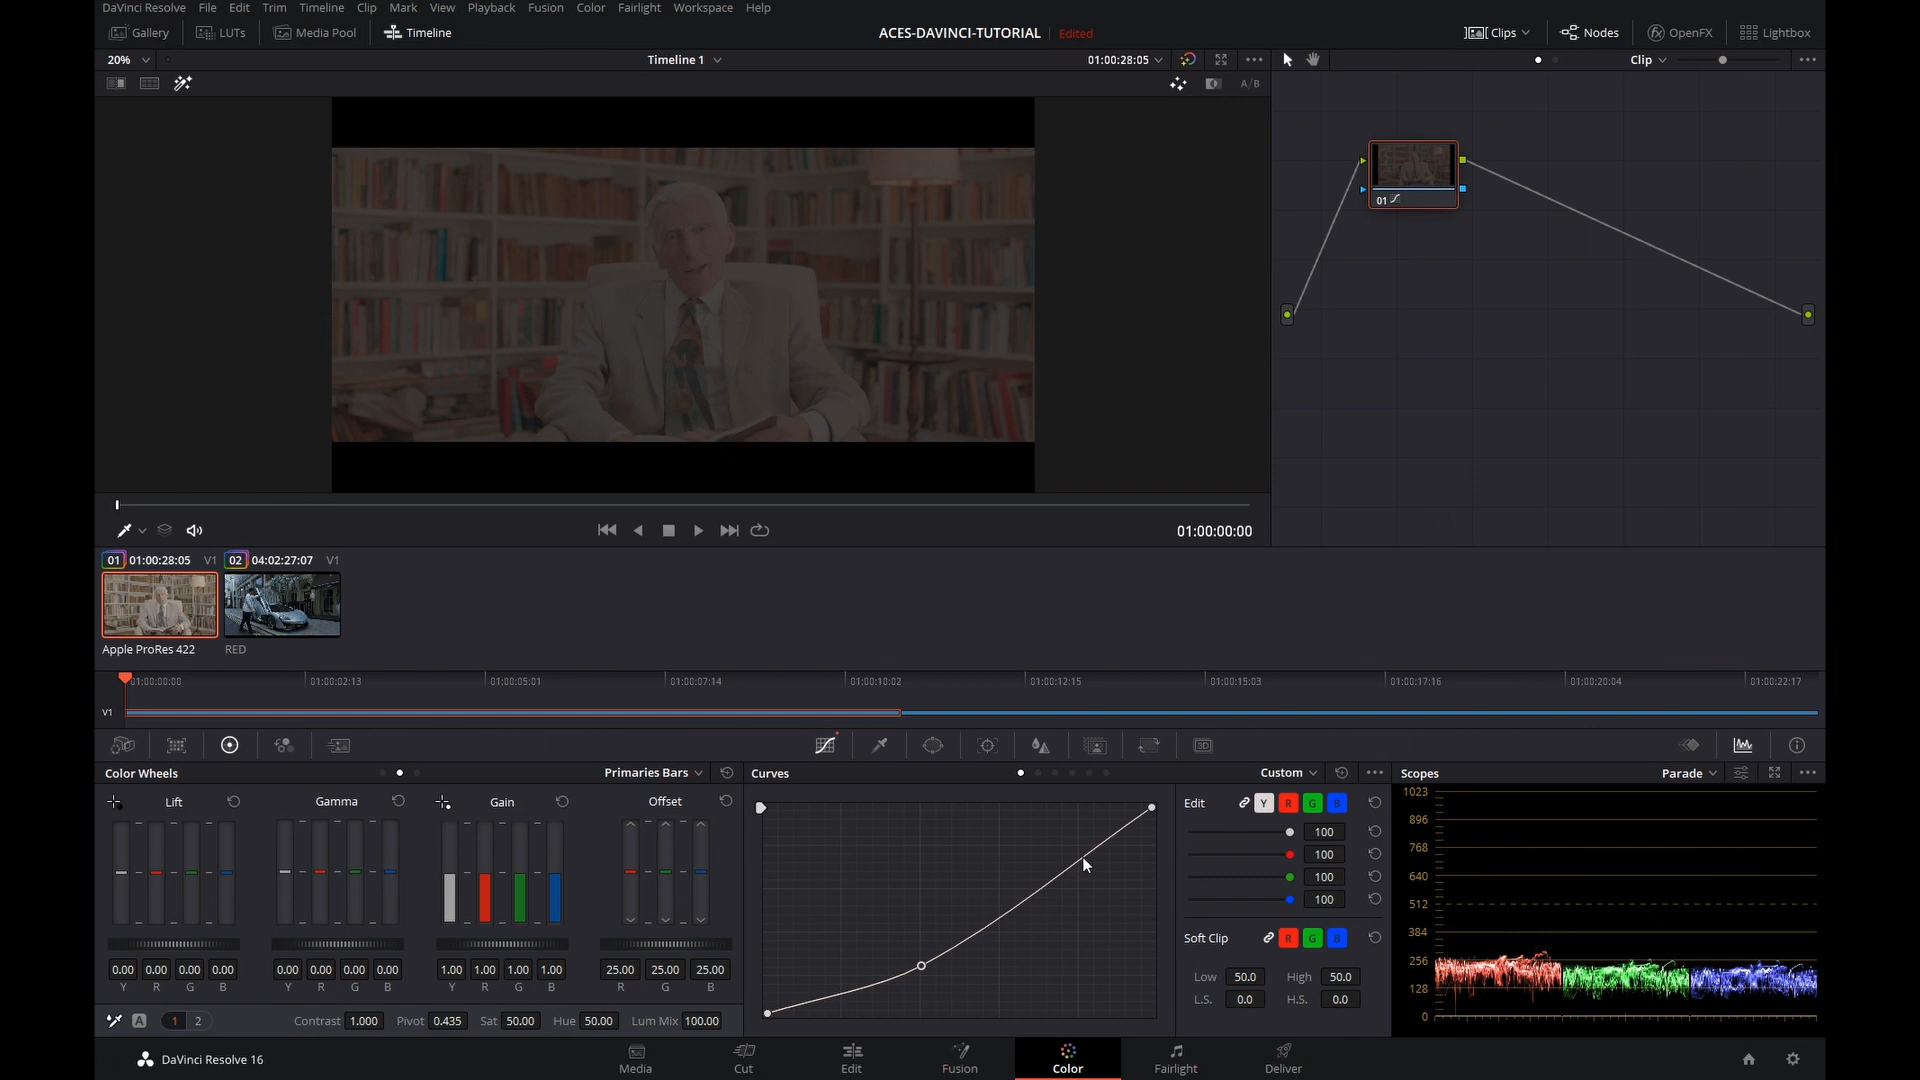 DaVinci Resolve File Edit Trim Timeline Clip Mark View Playback Fusion Color Fairlight Workspace Help
Gallery LUTs Media Pool Timeline ACES-DAVINCI-TUTORIAL Edited Clips Nodes OpenFX Lightbox
20% Timeline 1 01:00:28:05 Clip
A/B
01
01:00:00:00
01 01:00:28:05 V1 02 04:02:27:07 V1
Apple ProRes 422 RED
01:00:00:00 01:00:02:13 01:00:05:01 01:00:07:14 01:00:10:02 01:00:12:15 01:00:15:03 01:00:17:16 01:00:20:04 01:00:22:17
V1
3D
Color Wheels Primaries Bars Curves Custom Scopes Parade
Lift Gamma Gain Offset
Edit Y R G B
100
100
100
100
Soft Clip R G B
Low 50.0 High 50.0
L.S. 0.0 H.S. 0.0
1023
896
768
640
512
384
256
128
0
0.00 0.00 0.00 0.00 0.00 0.00 0.00 0.00 1.00 1.00 1.00 1.00 25.00 25.00 25.00
Y R G B Y R G B Y R G B R G B
A 1 2 Contrast 1.000 Pivot 0.435 Sat 50.00 Hue 50.00 Lum Mix 100.00
DaVinci Resolve 16 Media Cut Edit Fusion Color Fairlight Deliver